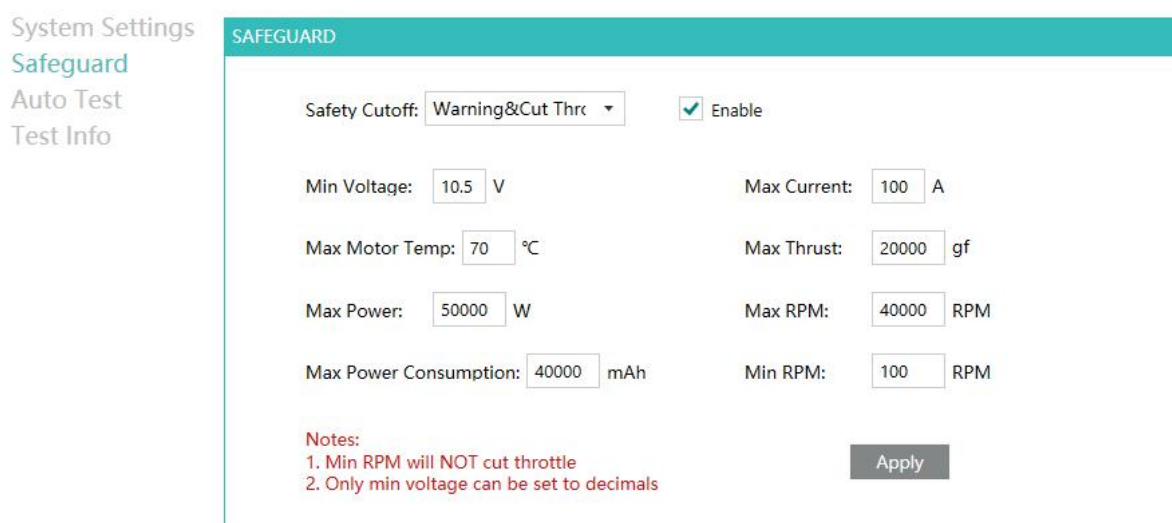 System Settings
Safeguard
Auto Test
Test Info
SAFEGUARD
Safety Cutoff: Warning&Cut Thr Enable
Min Voltage: 10.5 V Max Current: 100 A
Max Motor Temp: 70 ℃ Max Thrust: 20000 gf
Max Power: 50000 W Max RPM: 40000 RPM
Max Power Consumption: 40000 mAh Min RPM: 100 RPM
Notes:
1. Min RPM will NOT cut throttle
2. Only min voltage can be set to decimals
Apply